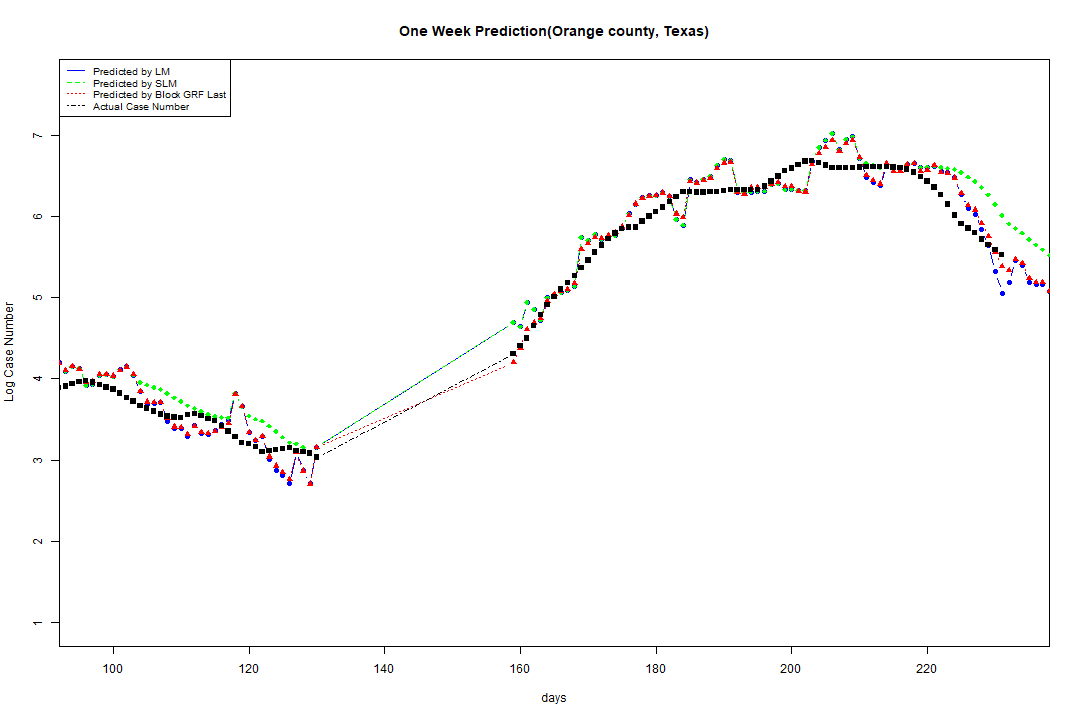 One Week Prediction(Orange county, Texas)
Predicted by LM
Predicted by SLM
Predicted by Block GRF Last
Actual Case Number
7
6
5
4
3
2
1
Log Case Number
100 120 140 160 180 200 220
days